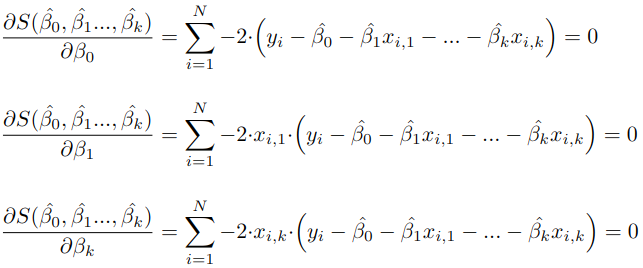 ∂S(β̂₀, β̂₁..., β̂ₖ)/∂β₀ = ∑_{i=1}^{N} −2·(yᵢ − β̂₀ − β̂₁x_{i,1} − ... − β̂ₖx_{i,k}) = 0
∂S(β̂₀, β̂₁..., β̂ₖ)/∂β₁ = ∑_{i=1}^{N} −2·x_{i,1}·(yᵢ − β̂₀ − β̂₁x_{i,1} − ... − β̂ₖx_{i,k}) = 0
∂S(β̂₀, β̂₁..., β̂ₖ)/∂βₖ = ∑_{i=1}^{N} −2·x_{i,k}·(yᵢ − β̂₀ − β̂₁x_{i,1} − ... − β̂ₖx_{i,k}) = 0